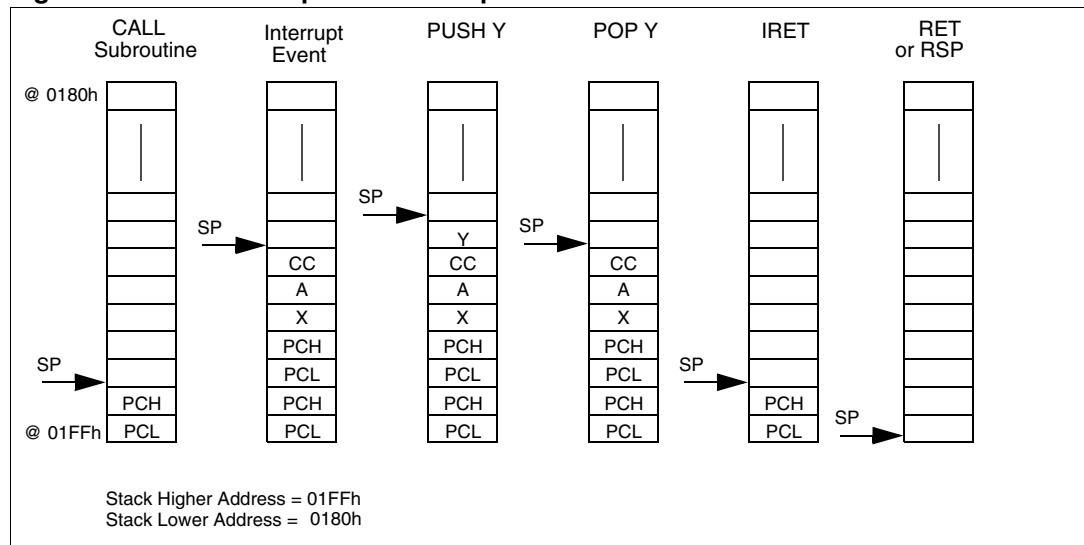 CALL
Subroutine
Interrupt
Event
PUSH Y
POP Y
IRET
RET
or RSP
@ 0180h
SP
SP
SP
Y
CC
CC
CC
A
A
A
X
X
X
PCH
PCH
PCH
SP
PCL
PCL
PCL
SP
PCH
PCH
PCH
PCH
PCH
SP
@ 01FFh
PCL
PCL
PCL
PCL
PCL
Stack Higher Address = 01FFh
Stack Lower Address = 0180h